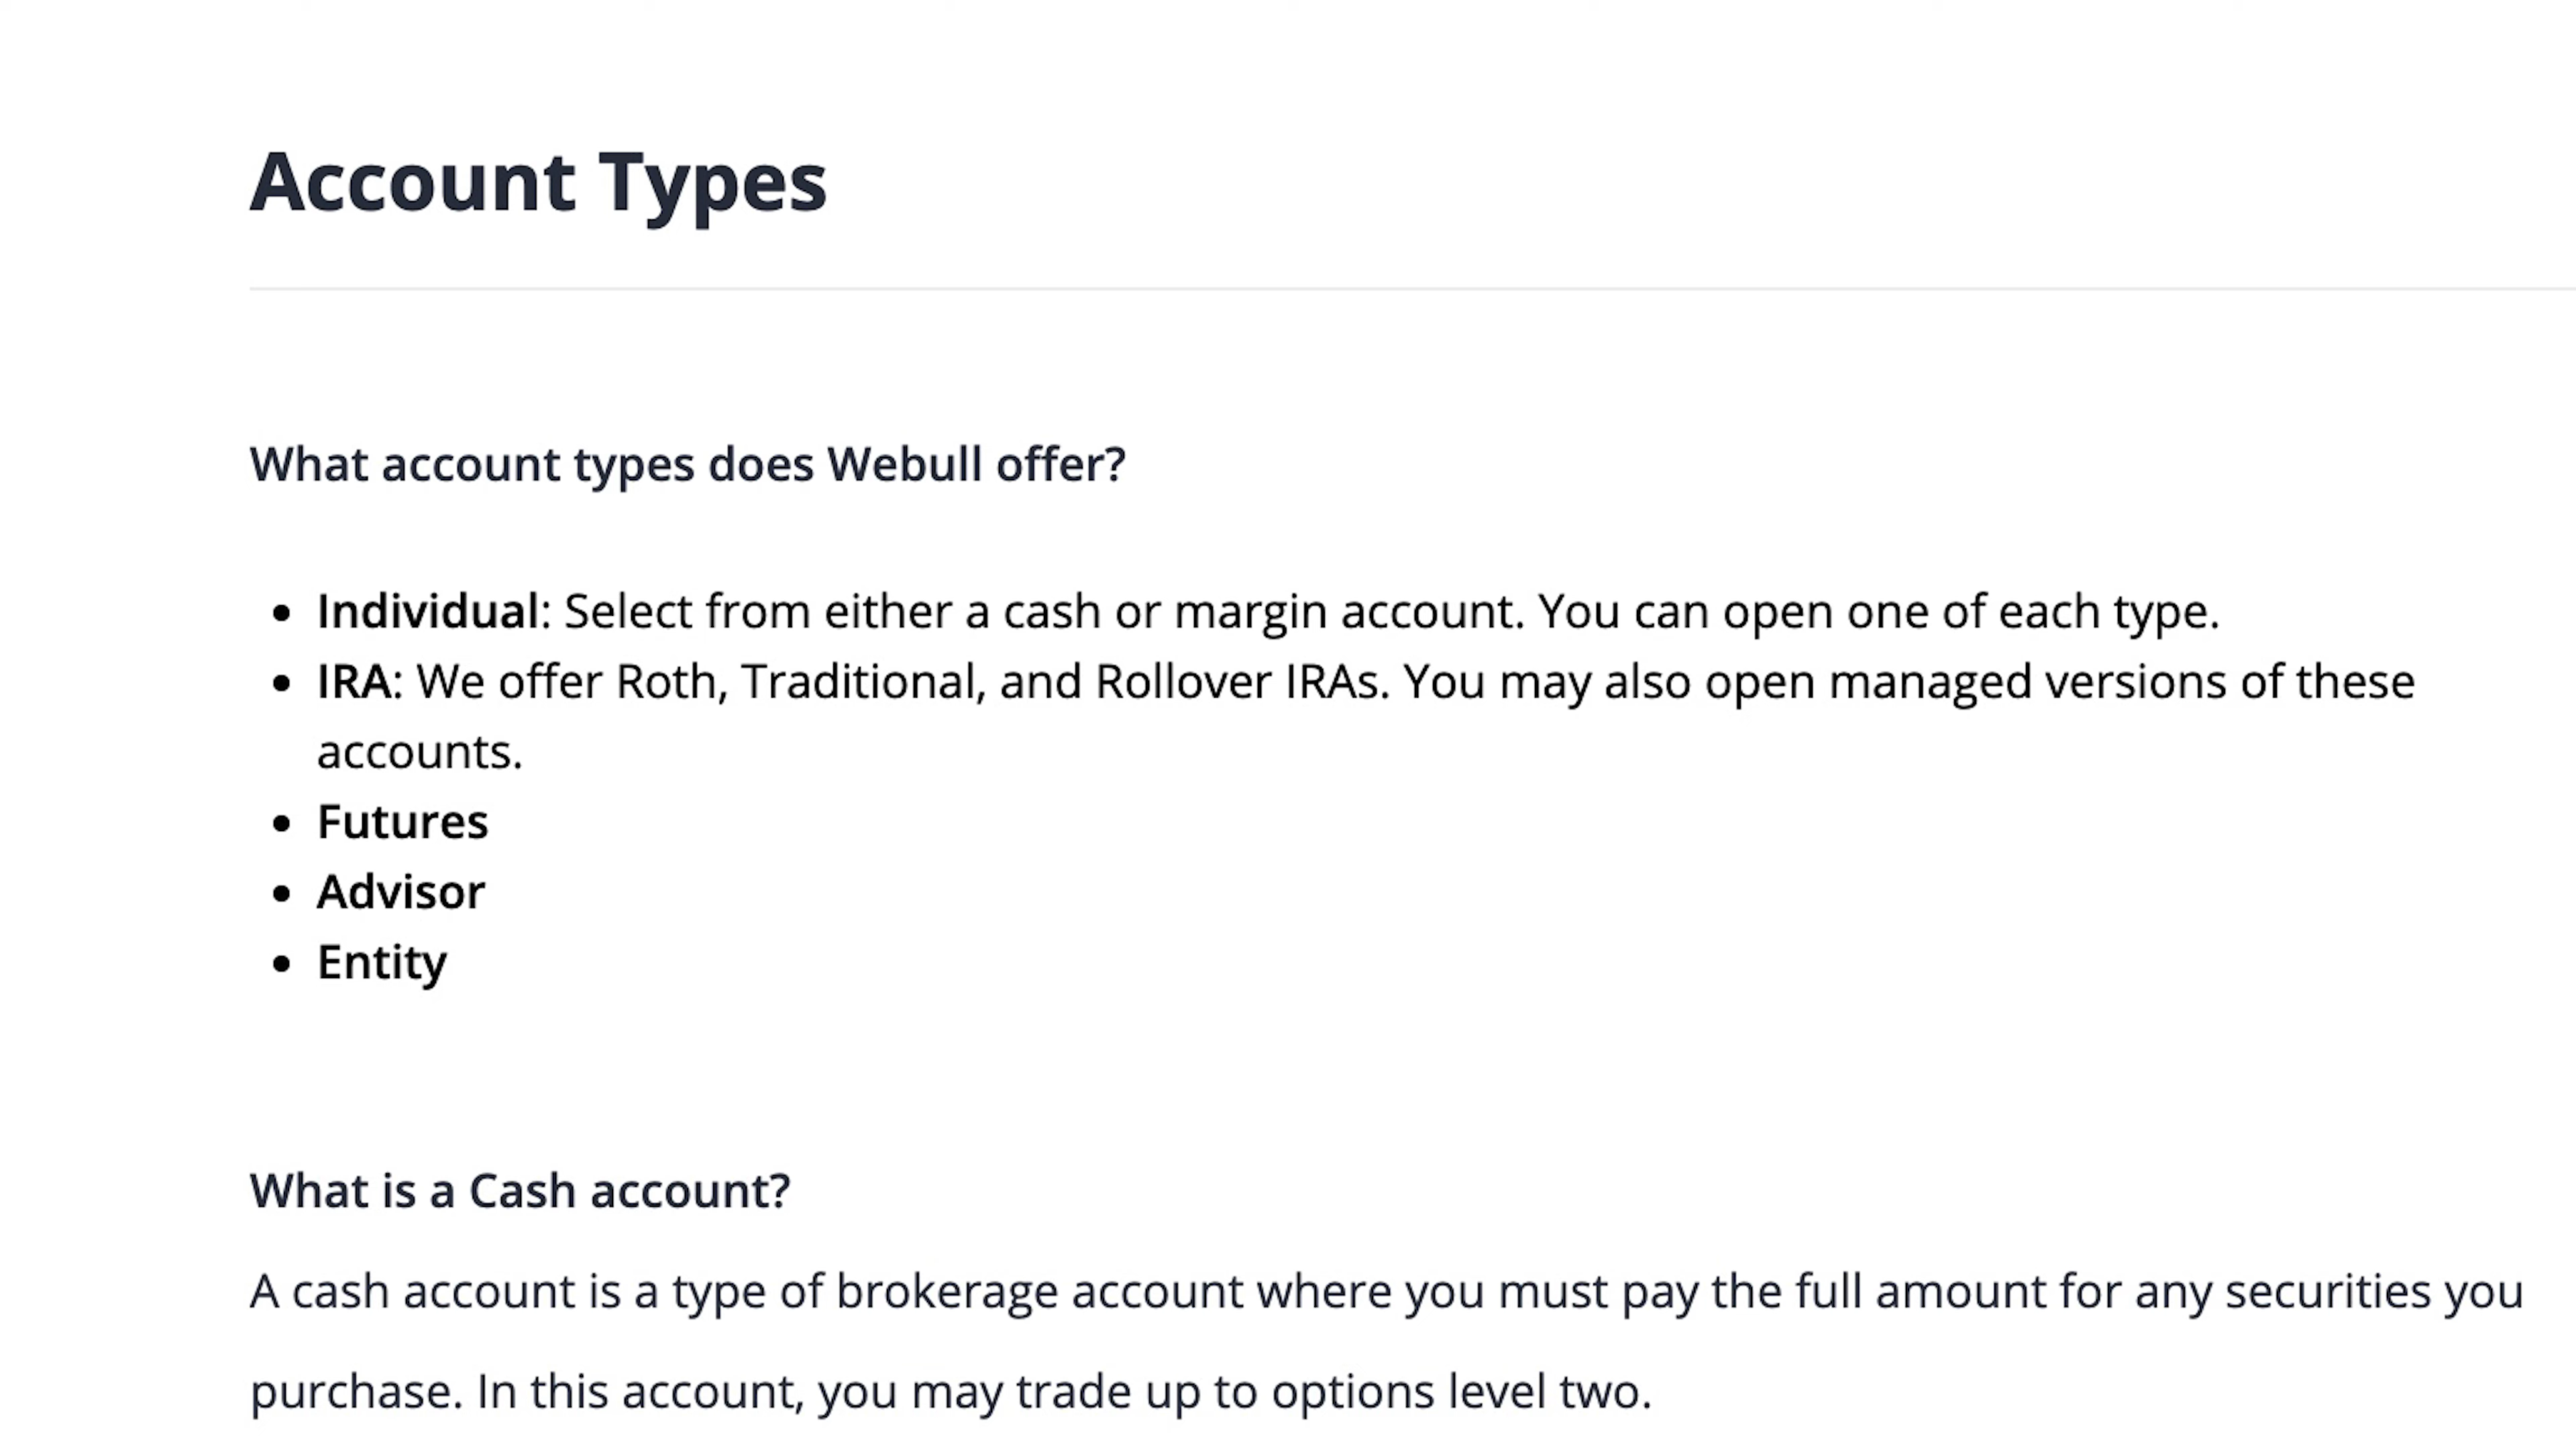 Account Types
What account types does Webull offer?
• Individual: Select from either a cash or margin account. You can open one of each type.
• IRA: We offer Roth, Traditional, and Rollover IRAs. You may also open managed versions of these
accounts.
• Futures
• Advisor
• Entity
What is a Cash account?
A cash account is a type of brokerage account where you must pay the full amount for any securities you
purchase. In this account, you may trade up to options level two.